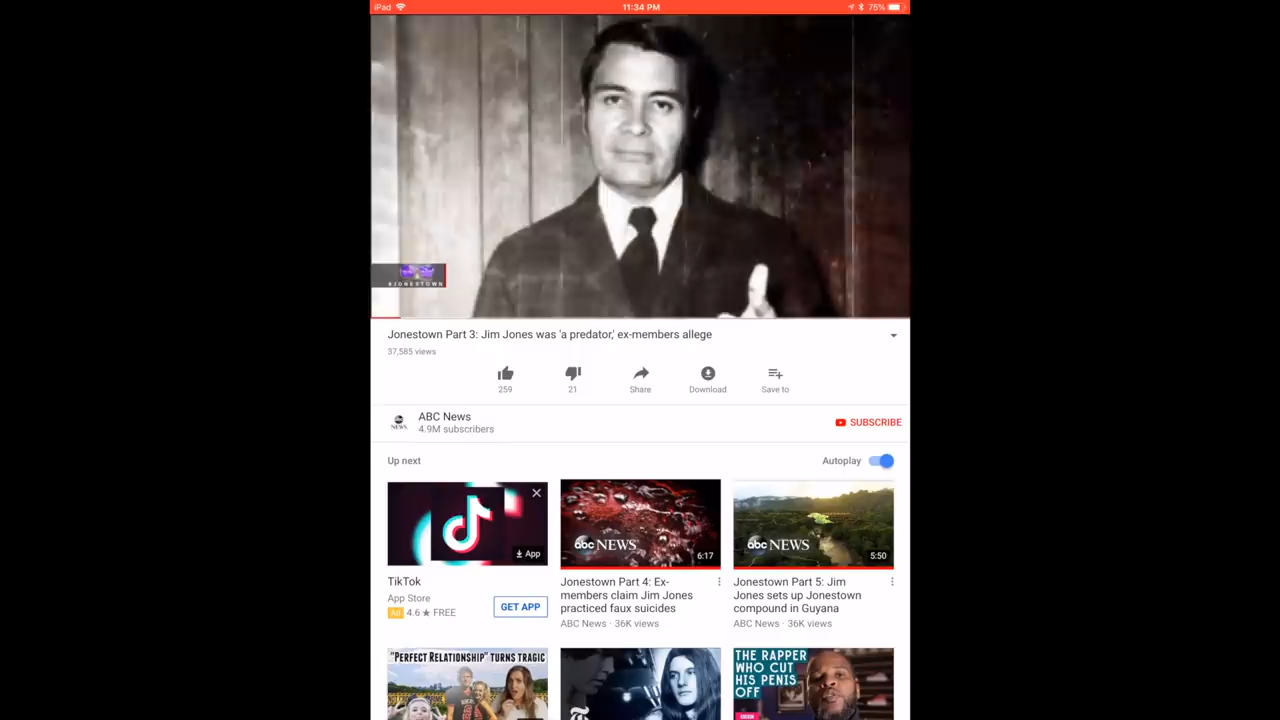 iPad
11:34 PM
75%
#JONESTOWN
Jonestown Part 3: Jim Jones was 'a predator,' ex-members allege
37,585 views
259
21
Share
Download
Save to
NEWS
ABC News
4.9M subscribers
SUBSCRIBE
Up next
Autoplay
App
abc NEWS
6:17
abc NEWS
5:50
TikTok
App Store
Ad 4.6 ★ FREE
GET APP
Jonestown Part 4: Ex-
members claim Jim Jones
practiced faux suicides
ABC News · 36K views
Jonestown Part 5: Jim
Jones sets up Jonestown
compound in Guyana
ABC News · 36K views
"PERFECT RELATIONSHIP" TURNS TRAGIC
THE RAPPER
WHO CUT
HIS PENIS
OFF
BBC